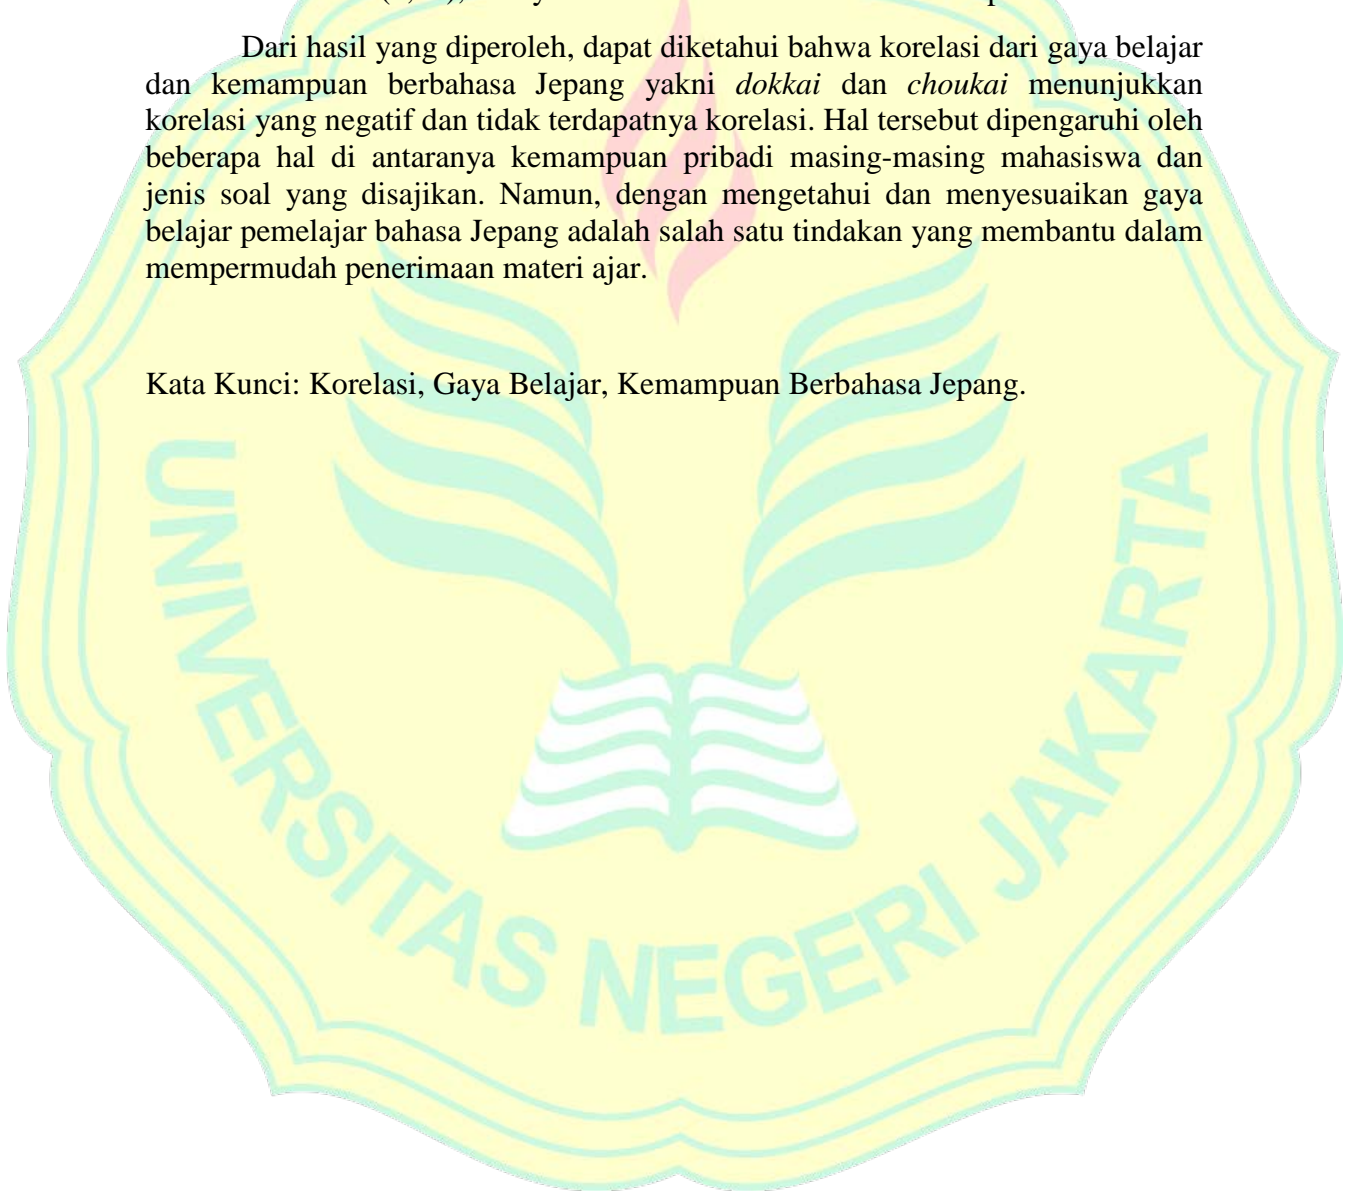 Dari hasil yang diperoleh, dapat diketahui bahwa korelasi dari gaya belajar
dan kemampuan berbahasa Jepang yakni dokkai dan choukai menunjukkan
korelasi yang negatif dan tidak terdapatnya korelasi. Hal tersebut dipengaruhi oleh
beberapa hal di antaranya kemampuan pribadi masing-masing mahasiswa dan
jenis soal yang disajikan. Namun, dengan mengetahui dan menyesuaikan gaya
belajar pemelajar bahasa Jepang adalah salah satu tindakan yang membantu dalam
mempermudah penerimaan materi ajar.
Kata Kunci: Korelasi, Gaya Belajar, Kemampuan Berbahasa Jepang.
UNIVERSITAS NEGERI JAKARTA